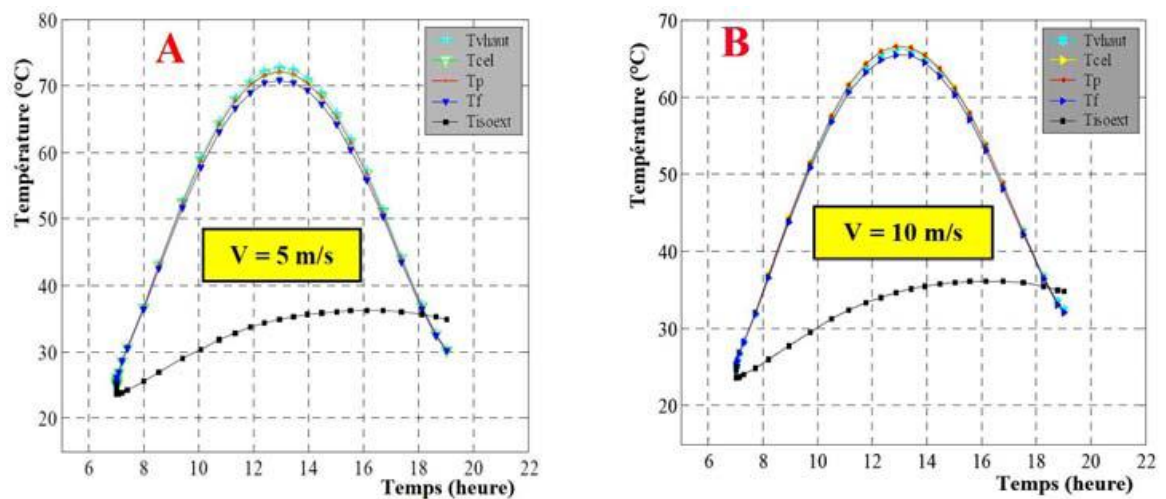 A
Température (°C)
80
70
60
50
40
30
20
6 8 10 12 14 16 18 20 22
Temps (heure)
Tvhaut
Tcel
Tp
Tf
Tisoext
V = 5 m/s
B
Température (°C)
70
60
50
40
30
20
6 8 10 12 14 16 18 20 22
Temps (heure)
Tvhaut
Tcel
Tp
Tf
Tisoext
V = 10 m/s